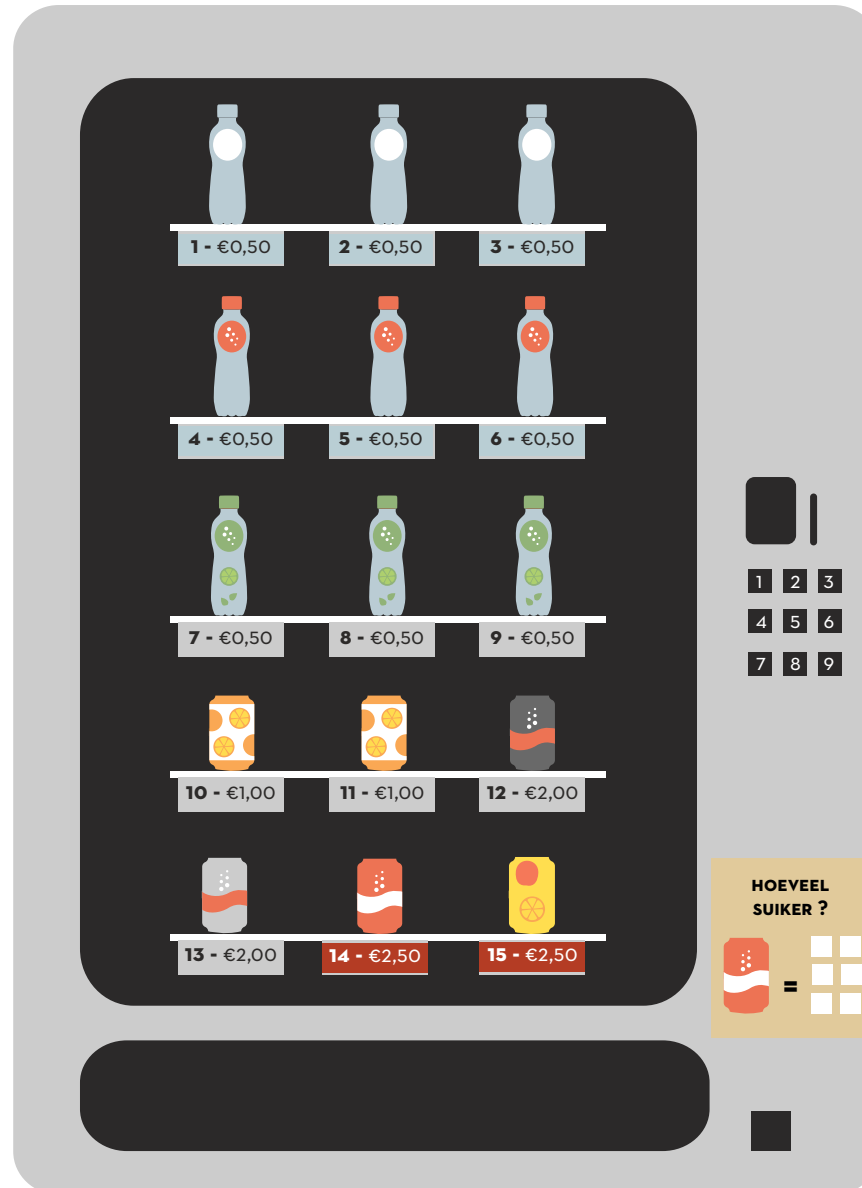 1 - €0,50
2 - €0,50
3 - €0,50
4 - €0,50
5 - €0,50
6 - €0,50
7 - €0,50
8 - €0,50
9 - €0,50
10 - €1,00
11 - €1,00
12 - €2,00
13 - €2,00
14 - €2,50
15 - €2,50
1 2 3
4 5 6
7 8 9
HOEVEEL
SUIKER ?
=